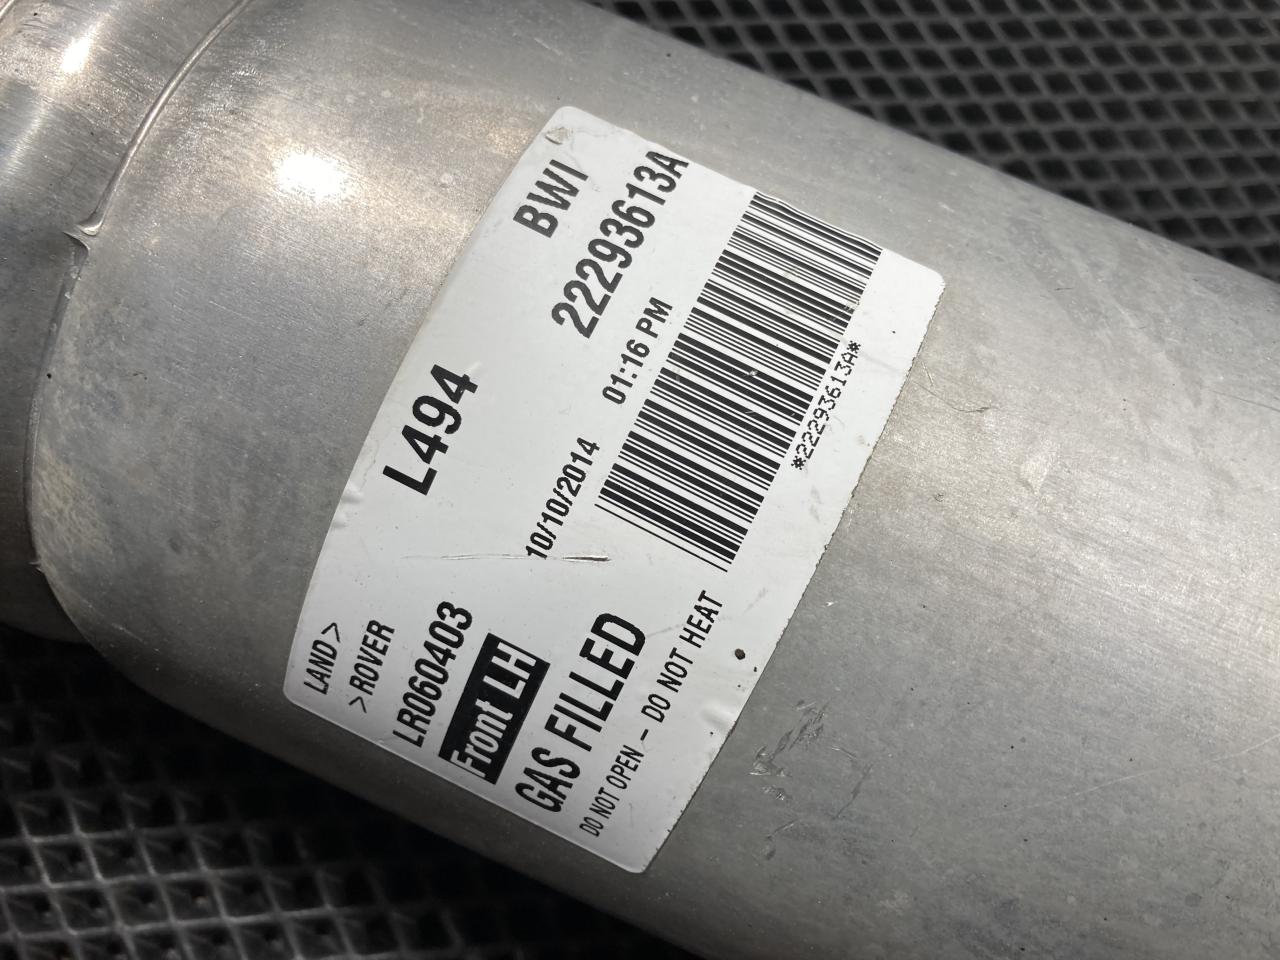 LAND>
>ROVER
L494
BWI
LR060403
22293613A
Front LH
10/10/2014 01:16 PM
GAS FILLED
DO NOT OPEN – DO NOT HEAT
*22293613A*